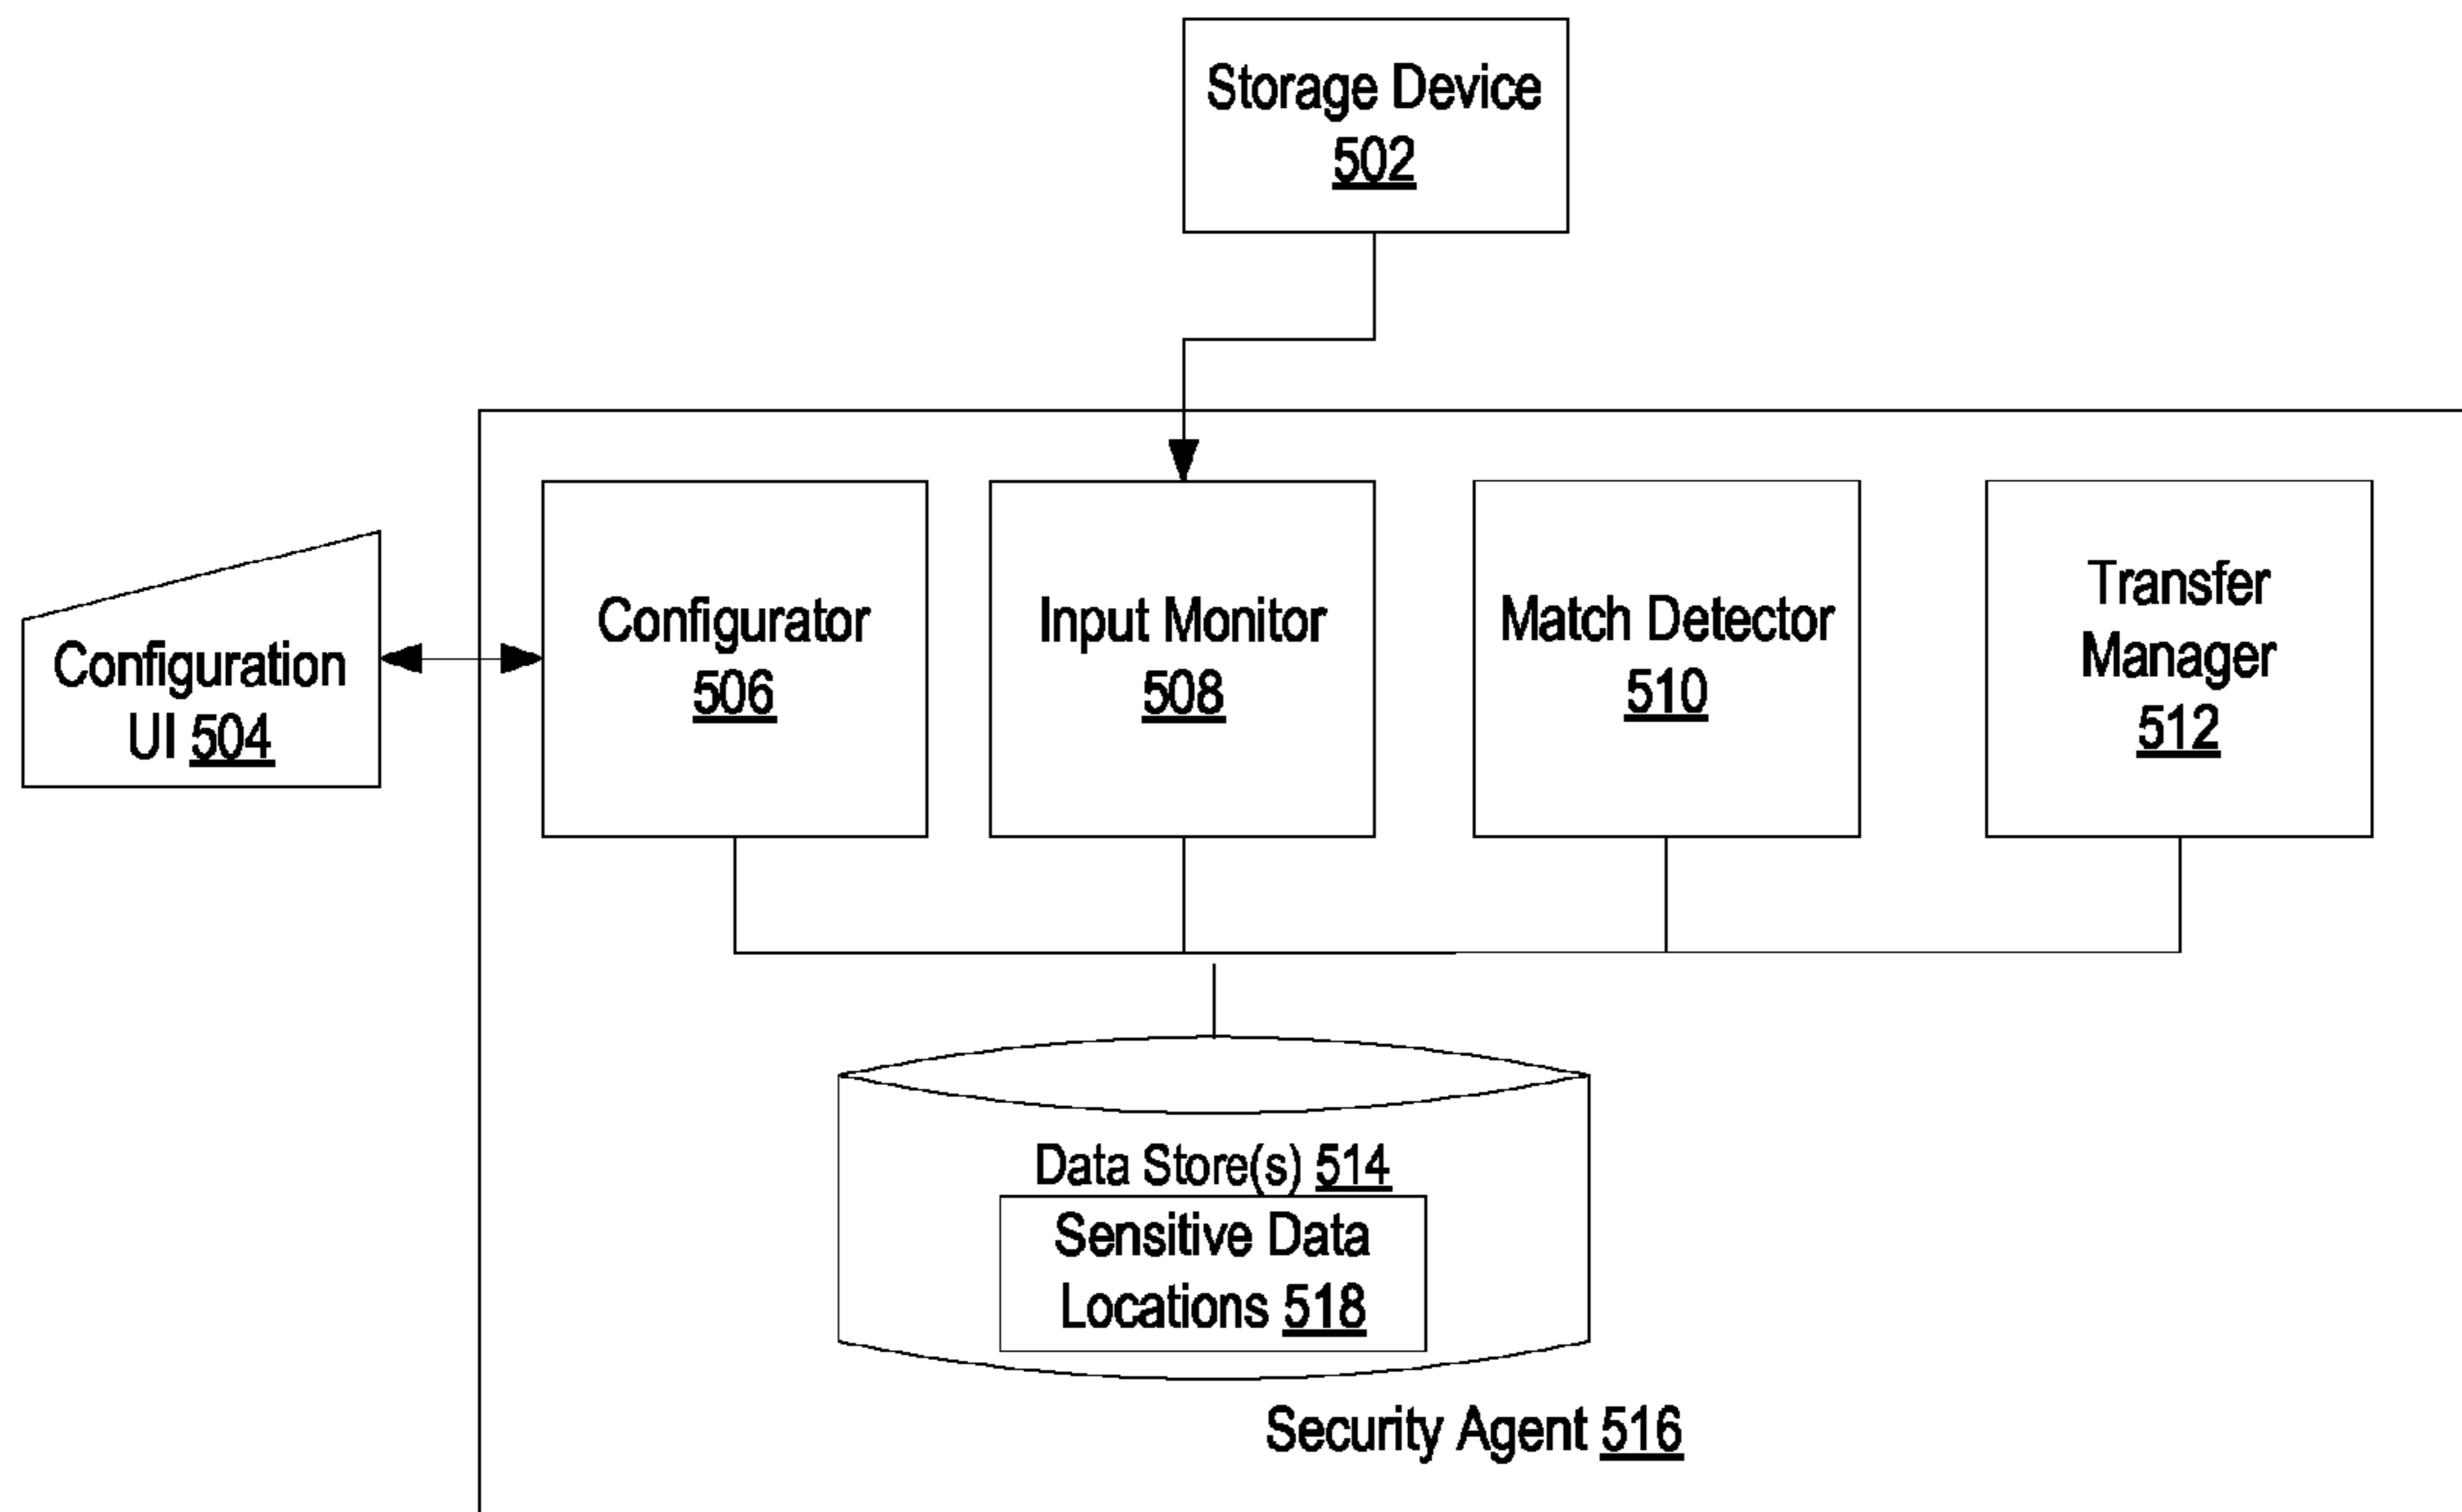 Storage Device
502
Configuration
UI 504
Configurator
506
Input Monitor
508
Match Detector
510
Transfer
Manager
512
Data Store(s) 514
Sensitive Data
Locations 518
Security Agent 516